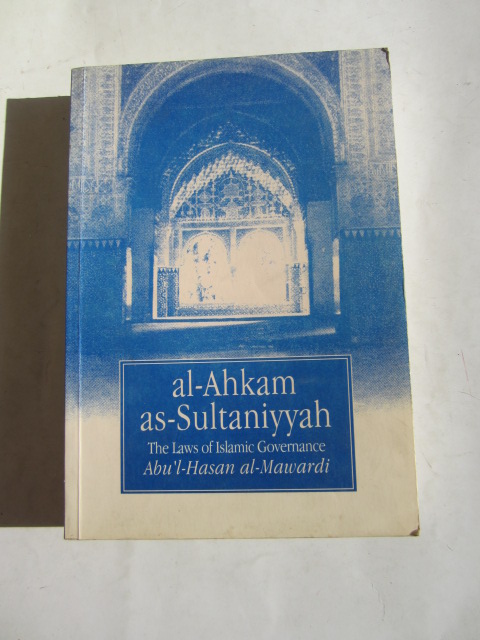 al-Ahkam
as-Sultaniyyah
The Laws of Islamic Governance
Abu'l-Hasan al-Mawardi